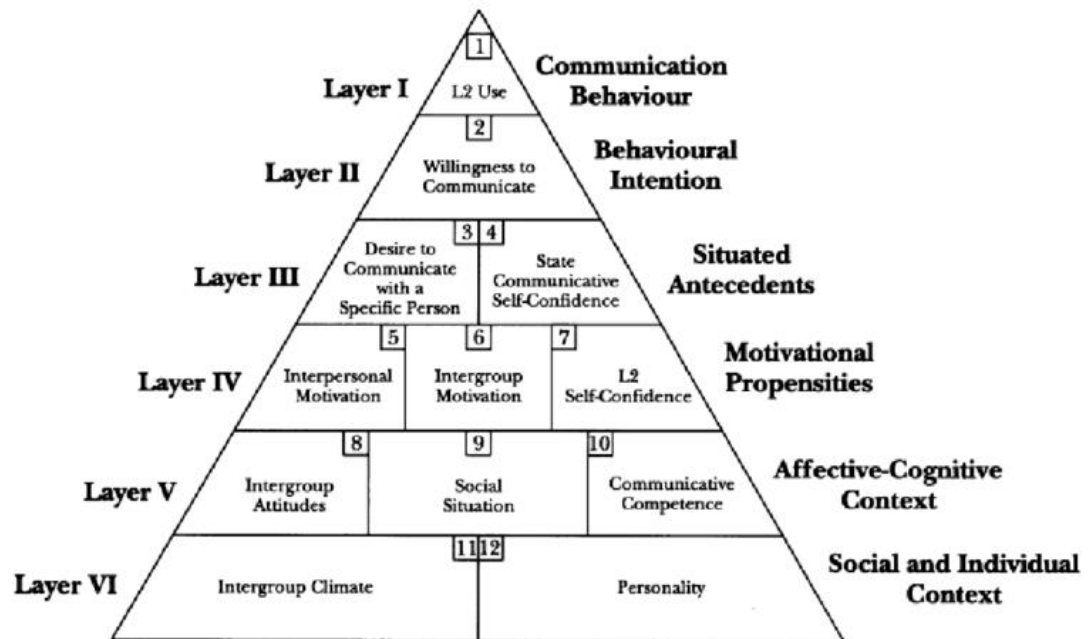 1
Layer I
L2 Use
Communication
Behaviour
2
Layer II
Willingness to
Communicate
Behavioural
Intention
3 4
Layer III
Desire to
Communicate
with a
Specific Person
State
Communicative
Self-Confidence
Situated
Antecedents
5 6 7
Layer IV
Interpersonal
Motivation
Intergroup
Motivation
L2
Self-Confidence
Motivational
Propensities
8 9 10
Layer V
Intergroup
Attitudes
Social
Situation
Communicative
Competence
Affective-Cognitive
Context
11 12
Layer VI
Intergroup Climate
Personality
Social and Individual
Context